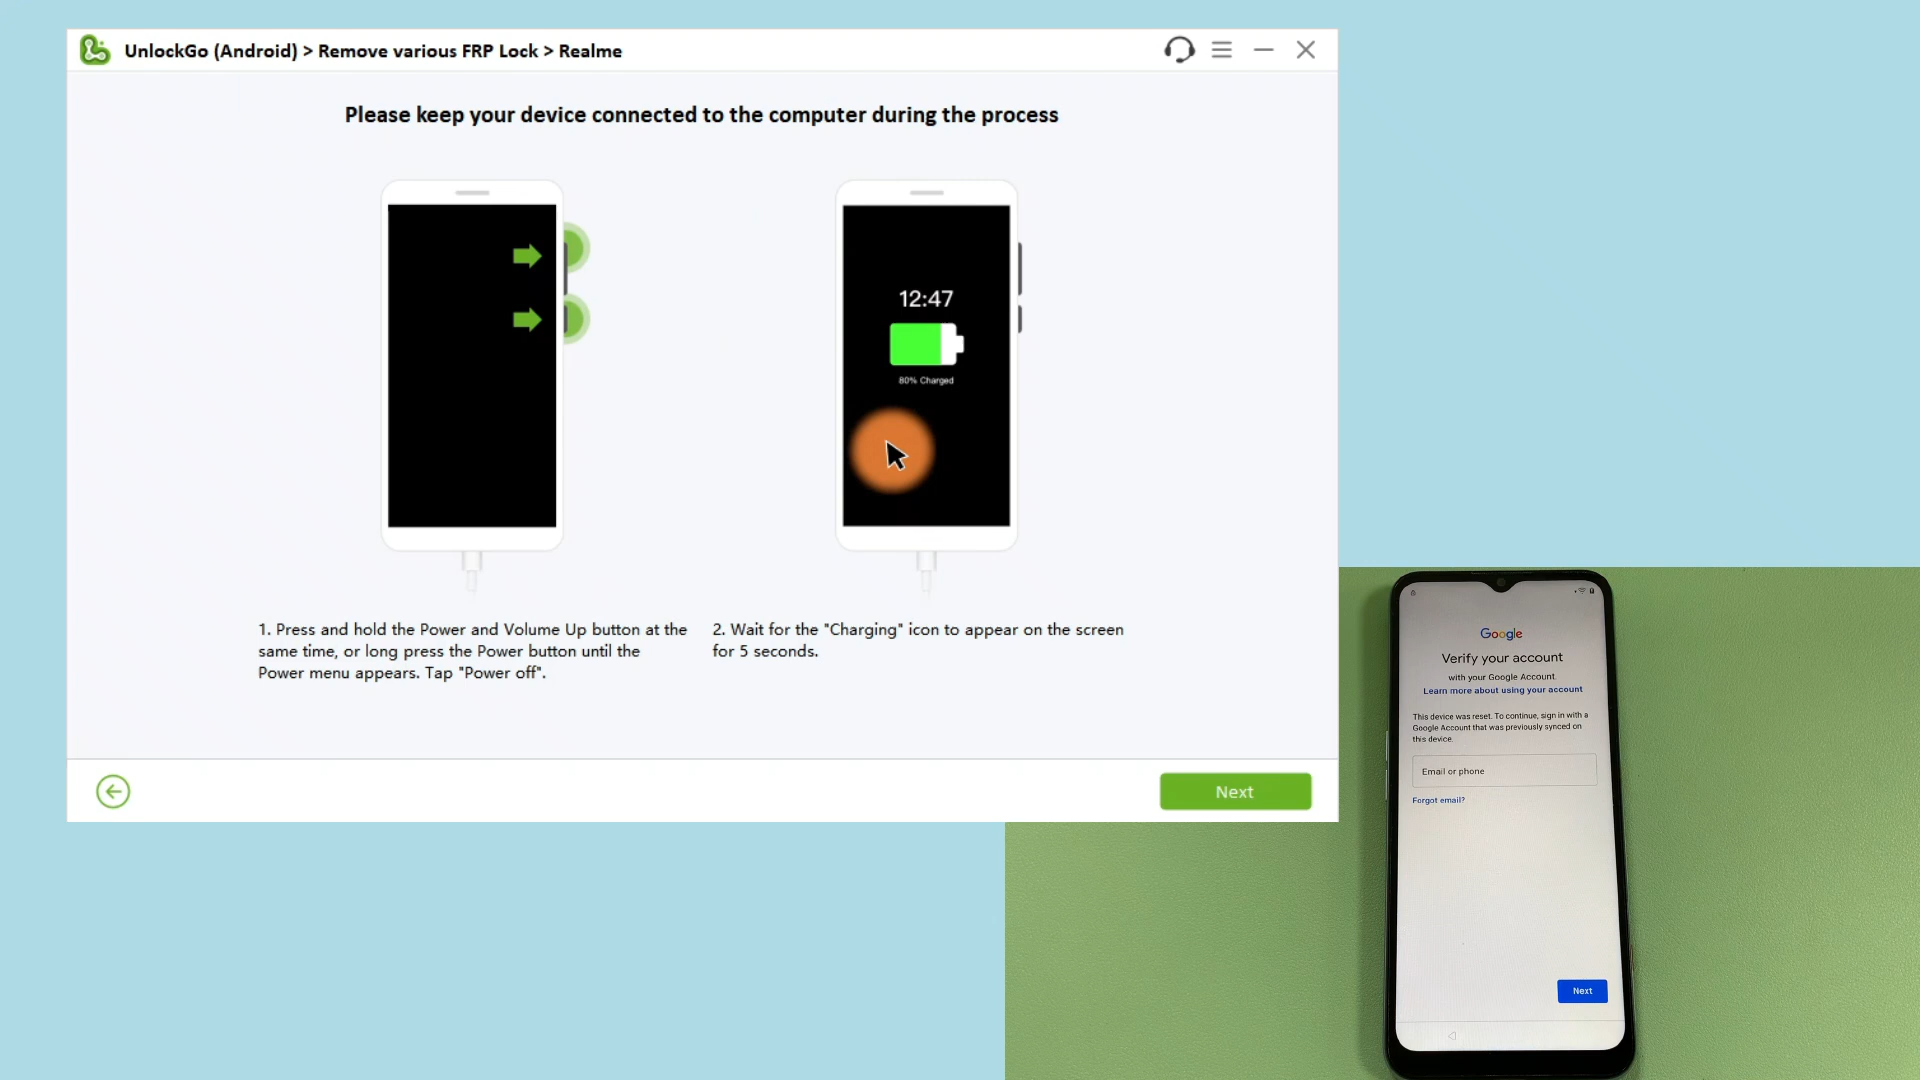 UnlockGo (Android) > Remove various FRP Lock > Realme
Please keep your device connected to the computer during the process
12:47
80% Charged
1. Press and hold the Power and Volume Up button at the
same time, or long press the Power button until the
Power menu appears. Tap "Power off".
2. Wait for the "Charging" icon to appear on the screen
for 5 seconds.
Next
Google
Verify your account
with your Google Account.
Learn more about using your account
This device was reset. To continue, sign in with a
Google Account that was previously synced on
this device.
Email or phone
Forgot email?
Next